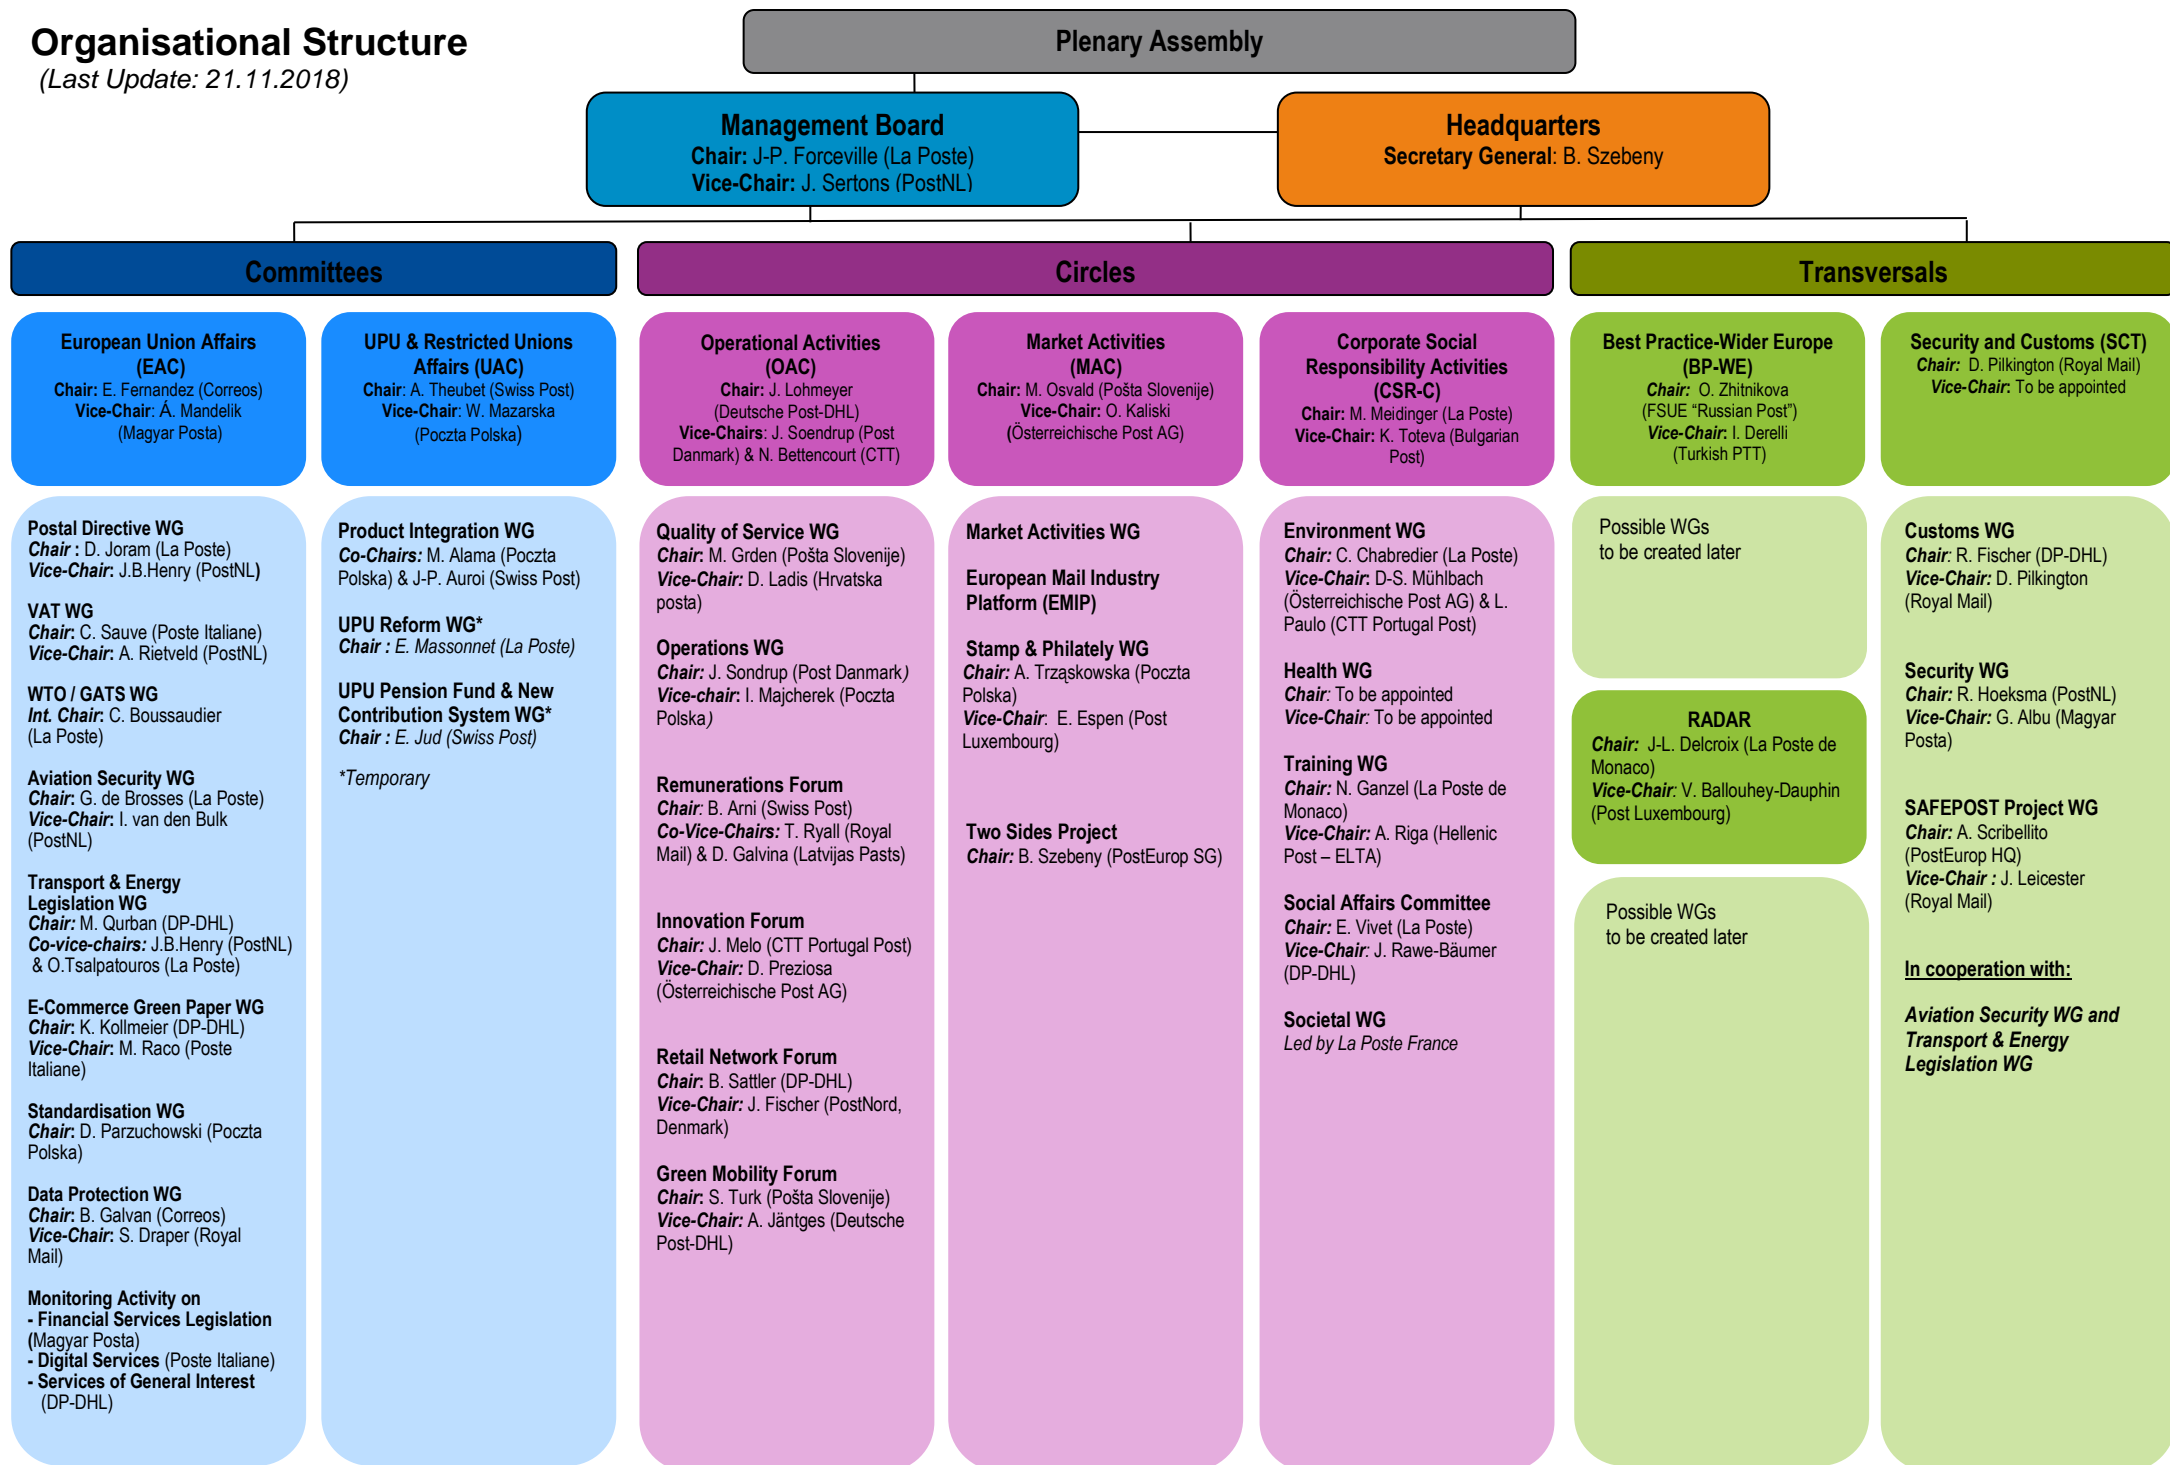 Organisational Structure
(Last Update: 21.11.2018)
Plenary Assembly
Management Board
Chair: J-P. Forceville (La Poste)
Vice-Chair: J. Sertons (PostNL)
Headquarters
Secretary General: B. Szebeny
Committees
Circles
Transversals
European Union Affairs
(EAC)
Chair: E. Fernandez (Correos)
Vice-Chair: Á. Mandelik
(Magyar Posta)
UPU & Restricted Unions
Affairs (UAC)
Chair: A. Theubet (Swiss Post)
Vice-Chair: W. Mazarska
(Poczta Polska)
Operational Activities
(OAC)
Chair: J. Lohmeyer
(Deutsche Post-DHL)
Vice-Chairs: J. Soendrup (Post
Danmark) & N. Bettencourt (CTT)
Market Activities
(MAC)
Chair: M. Osvald (Pošta Slovenije)
Vice-Chair: O. Kaliski
(Österreichische Post AG)
Corporate Social
Responsibility Activities
(CSR-C)
Chair: M. Meidinger (La Poste)
Vice-Chair: K. Toteva (Bulgarian
Post)
Best Practice-Wider Europe
(BP-WE)
Chair: O. Zhitnikova
(FSUE “Russian Post”)
Vice-Chair: I. Derelli
(Turkish PTT)
Security and Customs (SCT)
Chair: D. Pilkington (Royal Mail)
Vice-Chair: To be appointed
Postal Directive WG
Chair : D. Joram (La Poste)
Vice-Chair: J.B.Henry (PostNL)
VAT WG
Chair: C. Sauve (Poste Italiane)
Vice-Chair: A. Rietveld (PostNL)
WTO / GATS WG
Int. Chair: C. Boussaudier
(La Poste)
Aviation Security WG
Chair: G. de Brosses (La Poste)
Vice-Chair: I. van den Bulk
(PostNL)
Transport & Energy
Legislation WG
Chair: M. Qurban (DP-DHL)
Co-vice-chairs: J.B.Henry (PostNL)
& O.Tsalpatouros (La Poste)
E-Commerce Green Paper WG
Chair: K. Kollmeier (DP-DHL)
Vice-Chair: M. Raco (Poste
Italiane)
Standardisation WG
Chair: D. Parzuchowski (Poczta
Polska)
Data Protection WG
Chair: B. Galvan (Correos)
Vice-Chair: S. Draper (Royal
Mail)
Monitoring Activity on
- Financial Services Legislation
(Magyar Posta)
- Digital Services (Poste Italiane)
- Services of General Interest
(DP-DHL)
Product Integration WG
Co-Chairs: M. Alama (Poczta
Polska) & J-P. Auroi (Swiss Post)
UPU Reform WG*
Chair : E. Massonnet (La Poste)
UPU Pension Fund & New
Contribution System WG*
Chair : E. Jud (Swiss Post)
*Temporary
Quality of Service WG
Chair: M. Grden (Pošta Slovenije)
Vice-Chair: D. Ladis (Hrvatska
posta)
Operations WG
Chair: J. Sondrup (Post Danmark)
Vice-chair: I. Majcherek (Poczta
Polska)
Remunerations Forum
Chair: B. Arni (Swiss Post)
Co-Vice-Chairs: T. Ryall (Royal
Mail) & D. Galvina (Latvijas Pasts)
Innovation Forum
Chair: J. Melo (CTT Portugal Post)
Vice-Chair: D. Preziosa
(Österreichische Post AG)
Retail Network Forum
Chair: B. Sattler (DP-DHL)
Vice-Chair: J. Fischer (PostNord,
Denmark)
Green Mobility Forum
Chair: S. Turk (Pošta Slovenije)
Vice-Chair: A. Jäntges (Deutsche
Post-DHL)
Market Activities WG
European Mail Industry
Platform (EMIP)
Stamp & Philately WG
Chair: A. Trząskowska (Poczta
Polska)
Vice-Chair: E. Espen (Post
Luxembourg)
Two Sides Project
Chair: B. Szebeny (PostEurop SG)
Environment WG
Chair: C. Chabredier (La Poste)
Vice-Chair: D-S. Mühlbach
(Österreichische Post AG) & L.
Paulo (CTT Portugal Post)
Health WG
Chair: To be appointed
Vice-Chair: To be appointed
Training WG
Chair: N. Ganzel (La Poste de
Monaco)
Vice-Chair: A. Riga (Hellenic
Post – ELTA)
Social Affairs Committee
Chair: E. Vivet (La Poste)
Vice-Chair: J. Rawe-Bäumer
(DP-DHL)
Societal WG
Led by La Poste France
Possible WGs
to be created later
RADAR
Chair: J-L. Delcroix (La Poste de
Monaco)
Vice-Chair: V. Ballouhey-Dauphin
(Post Luxembourg)
Possible WGs
to be created later
Customs WG
Chair: R. Fischer (DP-DHL)
Vice-Chair: D. Pilkington
(Royal Mail)
Security WG
Chair: R. Hoeksma (PostNL)
Vice-Chair: G. Albu (Magyar
Posta)
SAFEPOST Project WG
Chair: A. Scribellito
(PostEurop HQ)
Vice-Chair : J. Leicester
(Royal Mail)
In cooperation with:
Aviation Security WG and
Transport & Energy
Legislation WG